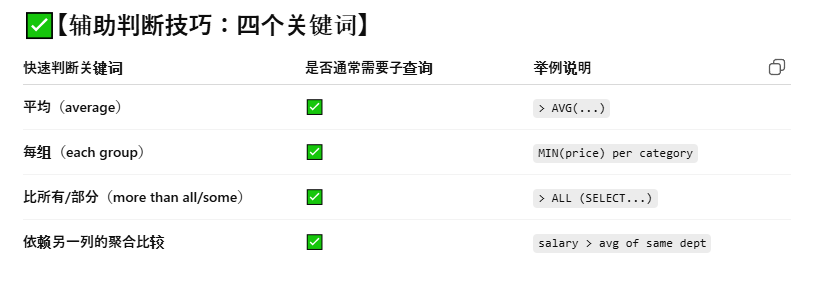 ✅【辅助判断技巧：四个关键词】
快速判断关键词 是否通常需要子查询 举例说明
平均（average） ✅ > AVG(...)
每组（each group） ✅ MIN(price) per category
比所有/部分（more than all/some） ✅ > ALL (SELECT...)
依赖另一列的聚合比较 ✅ salary > avg of same dept